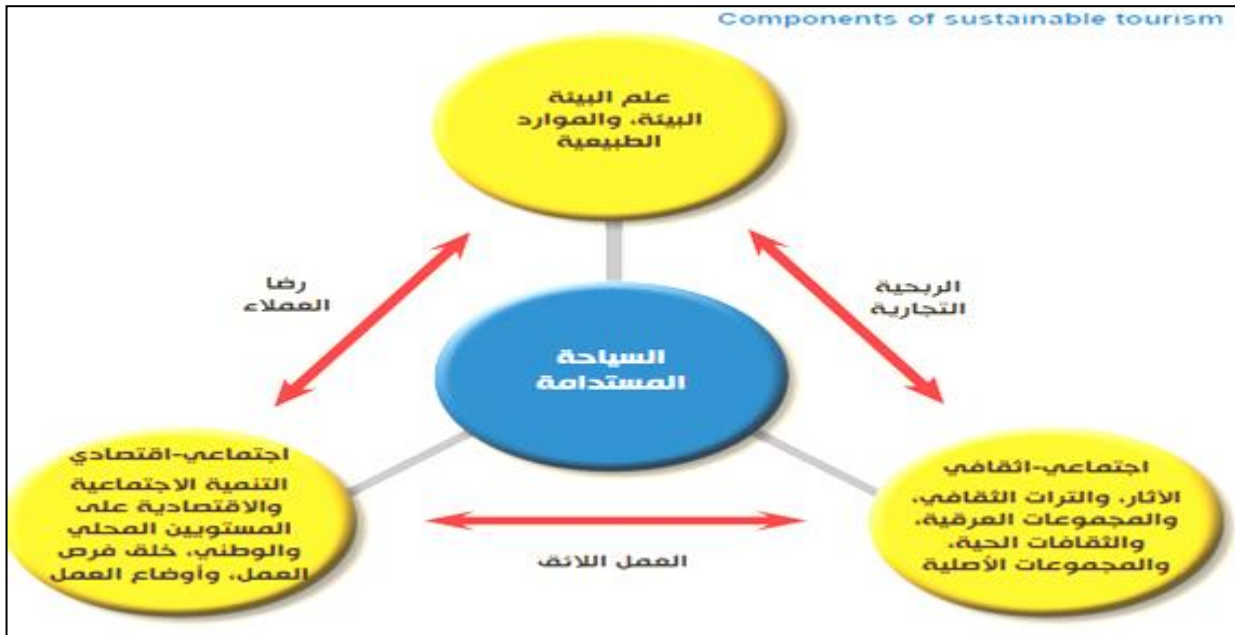 Components of sustainable tourism
علم البيئة
البيئة، والموارد
الطبيعية
رضا
العملاء
الربحية
التجارية
السياحة
المستدامة
اجتماعي-اقتصادي
التنمية الاجتماعية
والاقتصادية على
المستويين المحلي
والوطني، خلق فرص
العمل، وأوضاع العمل
اجتماعي-اثقافي
الآثار، والترات الثقافي،
والمجموعات العرقية،
والثقافات الحية،
والمجموعات الأصلية
العمل اللائق